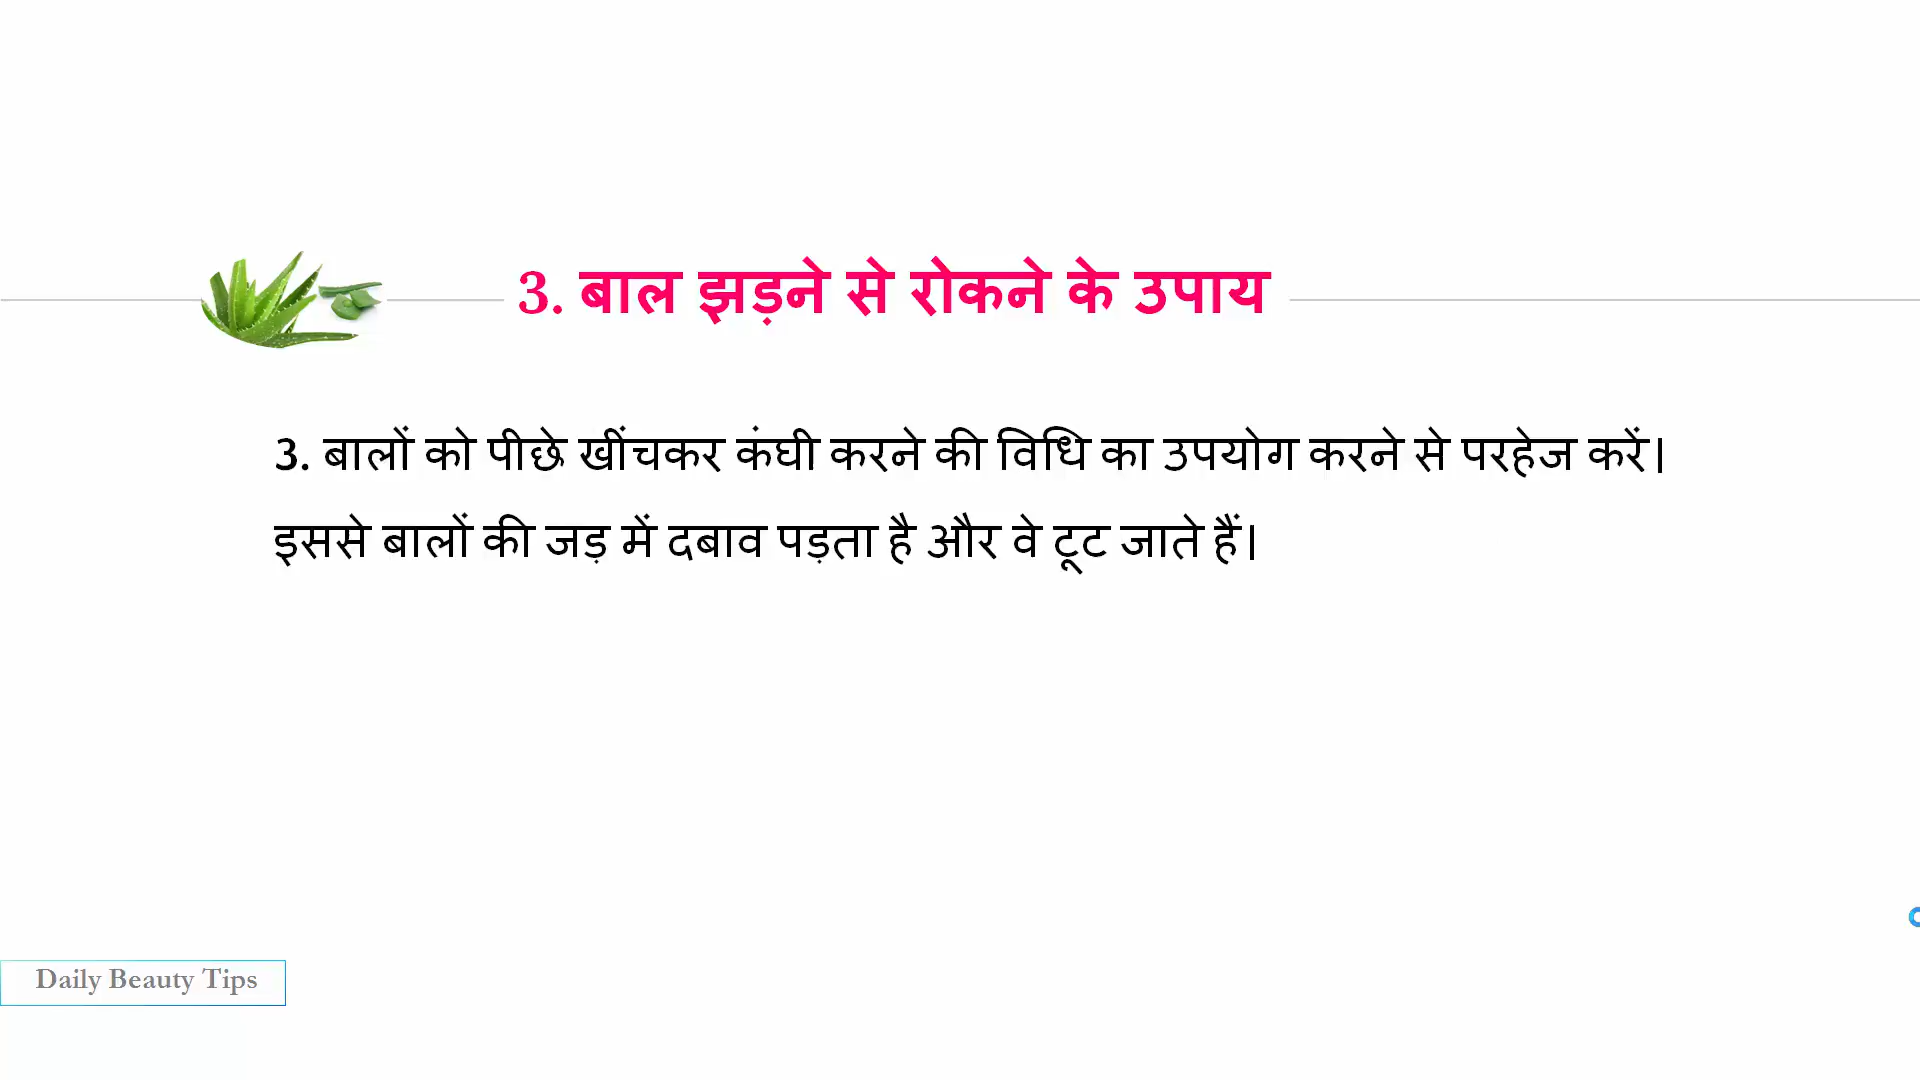 3. बाल झड़ने से रोकने के उपाय
3. बालों को पीछे खींचकर कंघी करने की विधि का उपयोग करने से परहेज करें।
इससे बालों की जड़ में दबाव पड़ता है और वे टूट जाते हैं।
Daily Beauty Tips